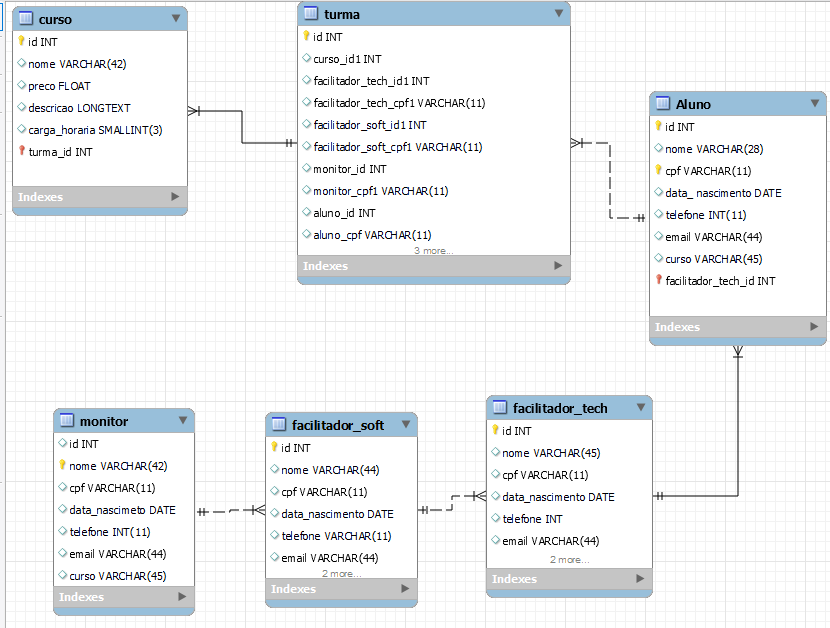 curso
id INT
nome VARCHAR(42)
preco FLOAT
descricao LONGTEXT
carga_horaria SMALLINT(3)
turma_id INT
Indexes
turma
id INT
curso_id1 INT
facilitador_tech_id1 INT
facilitador_tech_cpf1 VARCHAR(11)
facilitador_soft_id1 INT
facilitador_soft_cpf1 VARCHAR(11)
monitor_id INT
monitor_cpf1 VARCHAR(11)
aluno_id INT
aluno_cpf VARCHAR(11)
3 more...
Indexes
Aluno
id INT
nome VARCHAR(28)
cpf VARCHAR(11)
data_ nascimento DATE
telefone INT(11)
email VARCHAR(44)
curso VARCHAR(45)
facilitador_tech_id INT
Indexes
monitor
id INT
nome VARCHAR(42)
cpf VARCHAR(11)
data_nascimeto DATE
telefone INT(11)
email VARCHAR(44)
curso VARCHAR(45)
Indexes
facilitador_soft
id INT
nome VARCHAR(44)
cpf VARCHAR(11)
data_nascimento DATE
telefone VARCHAR(11)
email VARCHAR(44)
2 more...
Indexes
facilitador_tech
id INT
nome VARCHAR(45)
cpf VARCHAR(11)
data_nascimento DATE
telefone INT
email VARCHAR(44)
2 more...
Indexes